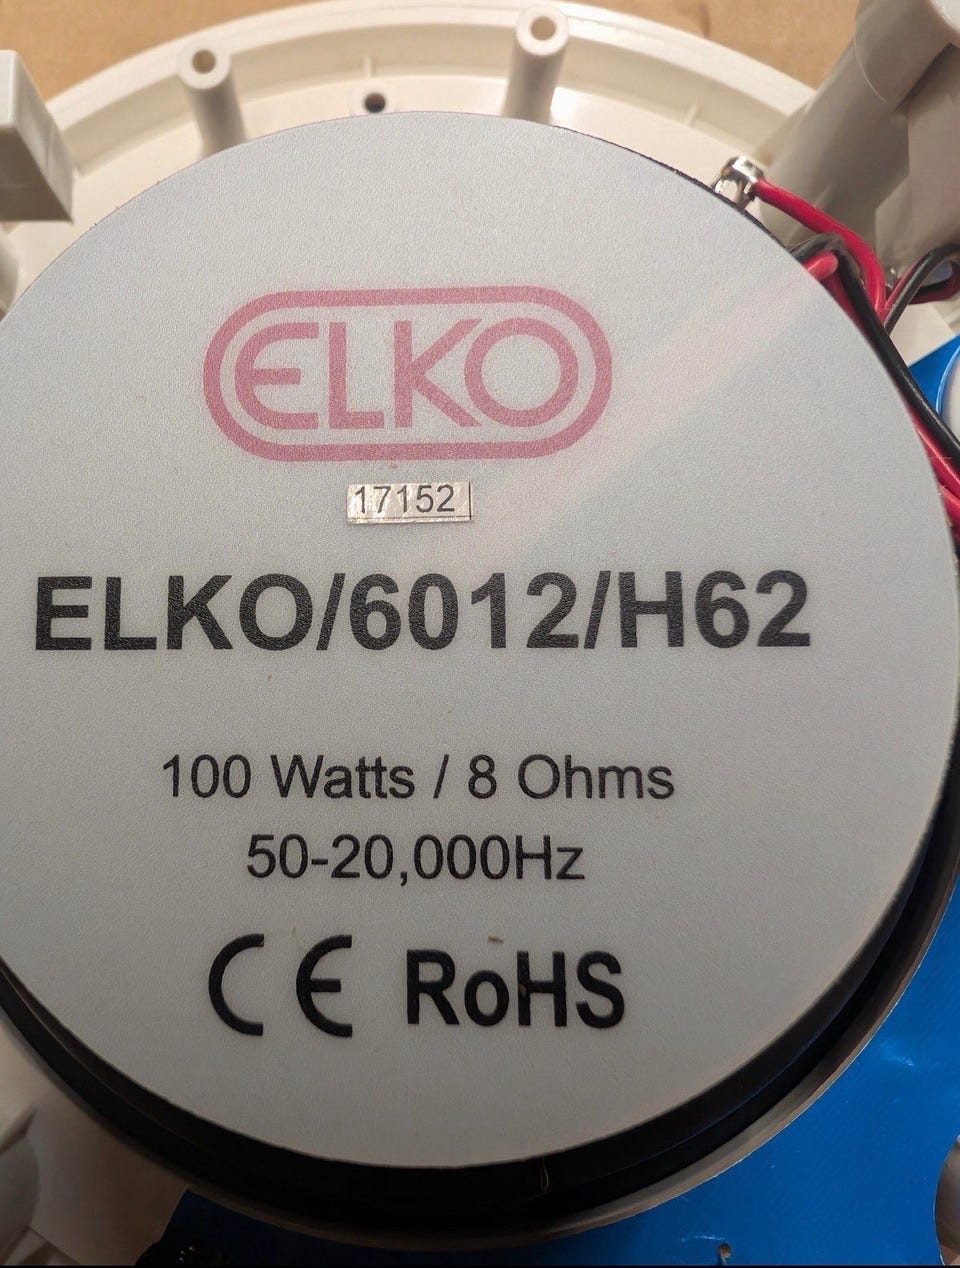 ELKO
17152
ELKO/6012/H62
100 Watts / 8 Ohms
50-20,000Hz
CE RoHS